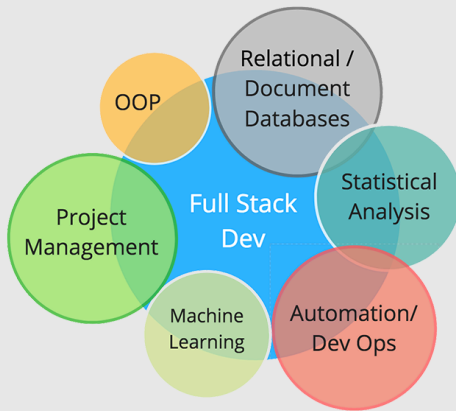 Relational /
Document
Databases
OOP
Statistical
Analysis
Full Stack
Dev
Project
Management
Machine
Learning
Automation/
Dev Ops